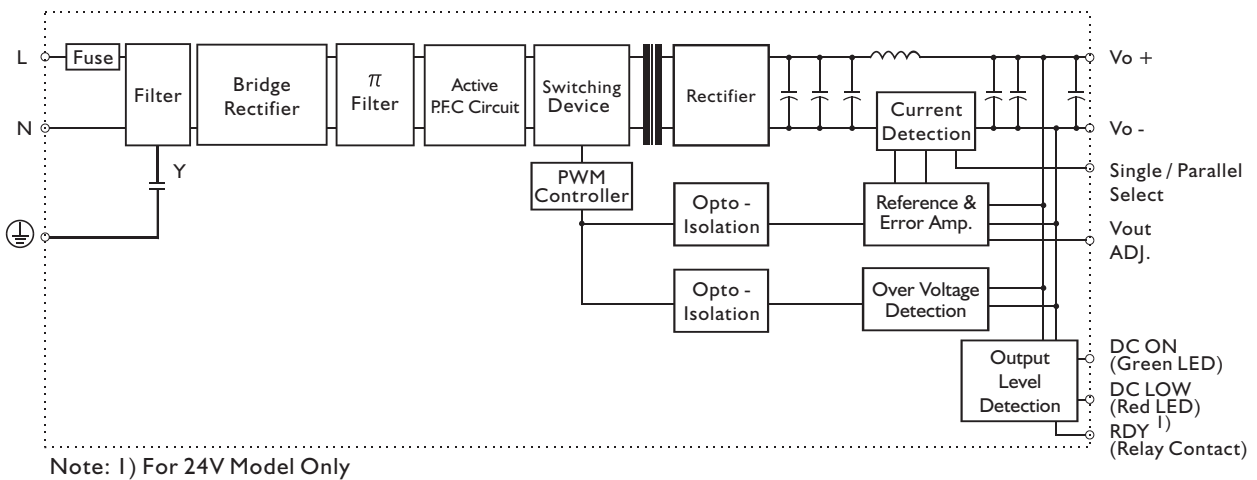 L
Fuse
Filter
Bridge
Rectifier
π
Filter
Active
P.F.C Circuit
Switching
Device
Rectifier
Current
Detection
Vo +
N
Vo -
Y
PWM
Controller
Opto -
Isolation
Reference &
Error Amp.
Single / Parallel
Select
Vout
ADJ.
Opto -
Isolation
Over Voltage
Detection
Output
Level
Detection
DC ON
(Green LED)
DC LOW
(Red LED)
RDY 1)
(Relay Contact)
Note: 1) For 24V Model Only